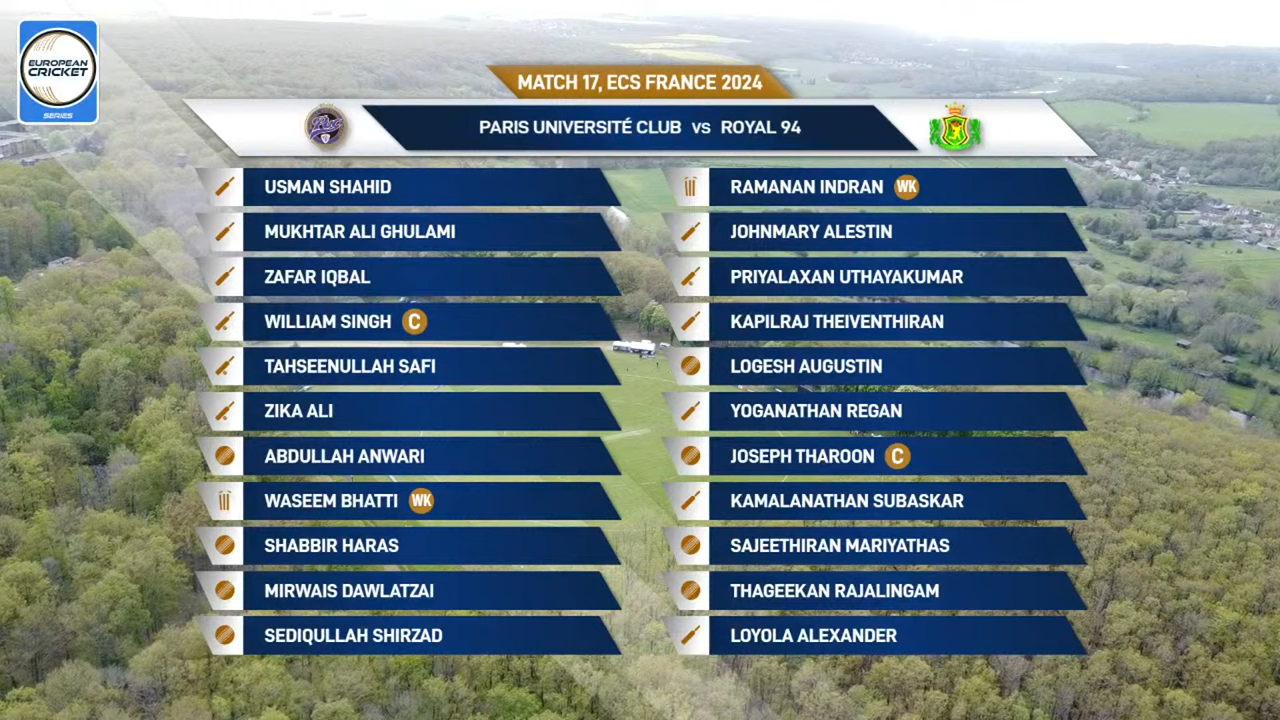 EUROPEAN
CRICKET
SERIES
MATCH 17, ECS FRANCE 2024
PARIS UNIVERSITÉ CLUB VS ROYAL 94
USMAN SHAHID
MUKHTAR ALI GHULAMI
ZAFAR IQBAL
WILLIAM SINGH C
TAHSEENULLAH SAFI
ZIKA ALI
ABDULLAH ANWARI
WASEEM BHATTI WK
SHABBIR HARAS
MIRWAIS DAWLATZAI
SEDIQULLAH SHIRZAD
RAMANAN INDRAN WK
JOHNMARY ALESTIN
PRIYALAXAN UTHAYAKUMAR
KAPILRAJ THEIVENTHIRAN
LOGESH AUGUSTIN
YOGANATHAN REGAN
JOSEPH THAROON C
KAMALANATHAN SUBASKAR
SAJEETHIRAN MARIYATHAS
THAGEEKAN RAJALINGAM
LOYOLA ALEXANDER